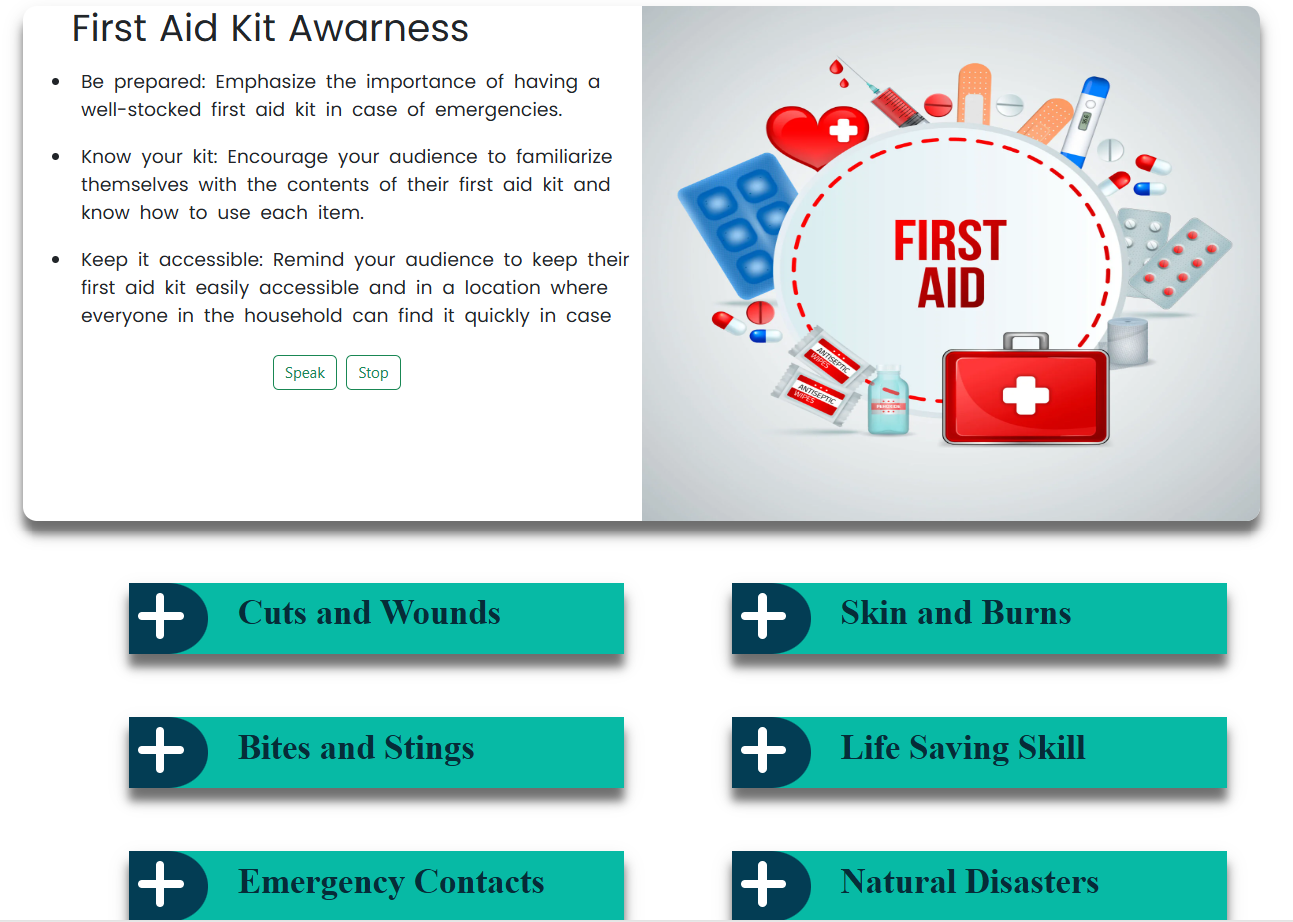 First Aid Kit Awarness
• Be prepared: Emphasize the importance of having a
well-stocked first aid kit in case of emergencies.
• Know your kit: Encourage your audience to familiarize
themselves with the contents of their first aid kit and
know how to use each item.
• Keep it accessible: Remind your audience to keep their
first aid kit easily accessible and in a location where
everyone in the household can find it quickly in case
Speak Stop
FIRST
AID
ANTISEPTIC
WIPES
ANTISEPTIC
WIPES
Cuts and Wounds
Skin and Burns
Bites and Stings
Life Saving Skill
Emergency Contacts
Natural Disasters